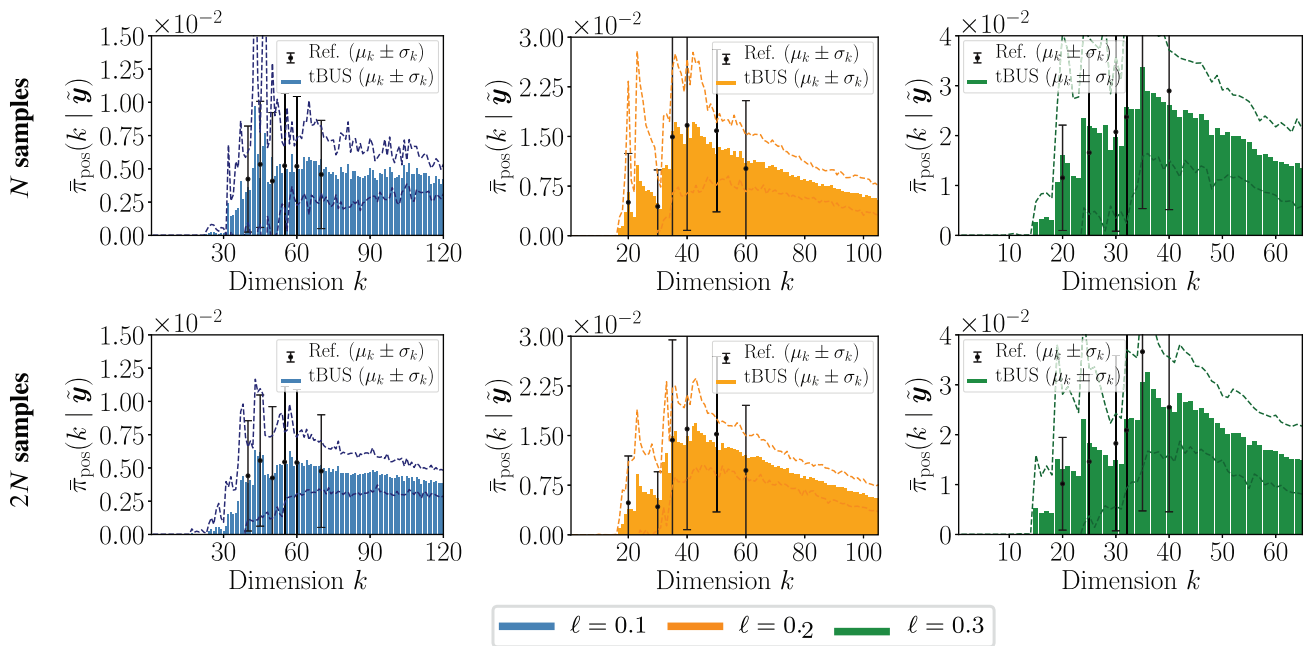 ×10⁻² ×10⁻² ×10⁻²
N samples
π̄pos(k | ỹ)
1.50 1.25 1.00 0.75 0.50 0.25 0.00
Ref. (μk ± σk)
tBUS (μk ± σk)
30 60 90 120
Dimension k
π̄pos(k | ỹ)
3.00 2.25 1.50 0.75 0.00
Ref. (μk ± σk)
tBUS (μk ± σk)
20 40 60 80 100
Dimension k
π̄pos(k | ỹ)
4 3 2 1 0
Ref. (μk ± σk)
tBUS (μk ± σk)
10 20 30 40 50 60
Dimension k
×10⁻² ×10⁻² ×10⁻²
2N samples
π̄pos(k | ỹ)
1.50 1.25 1.00 0.75 0.50 0.25 0.00
Ref. (μk ± σk)
tBUS (μk ± σk)
30 60 90 120
Dimension k
π̄pos(k | ỹ)
3.00 2.25 1.50 0.75 0.00
Ref. (μk ± σk)
tBUS (μk ± σk)
20 40 60 80 100
Dimension k
π̄pos(k | ỹ)
4 3 2 1 0
Ref. (μk ± σk)
tBUS (μk ± σk)
10 20 30 40 50 60
Dimension k
ℓ = 0.1 ℓ = 0.2 ℓ = 0.3